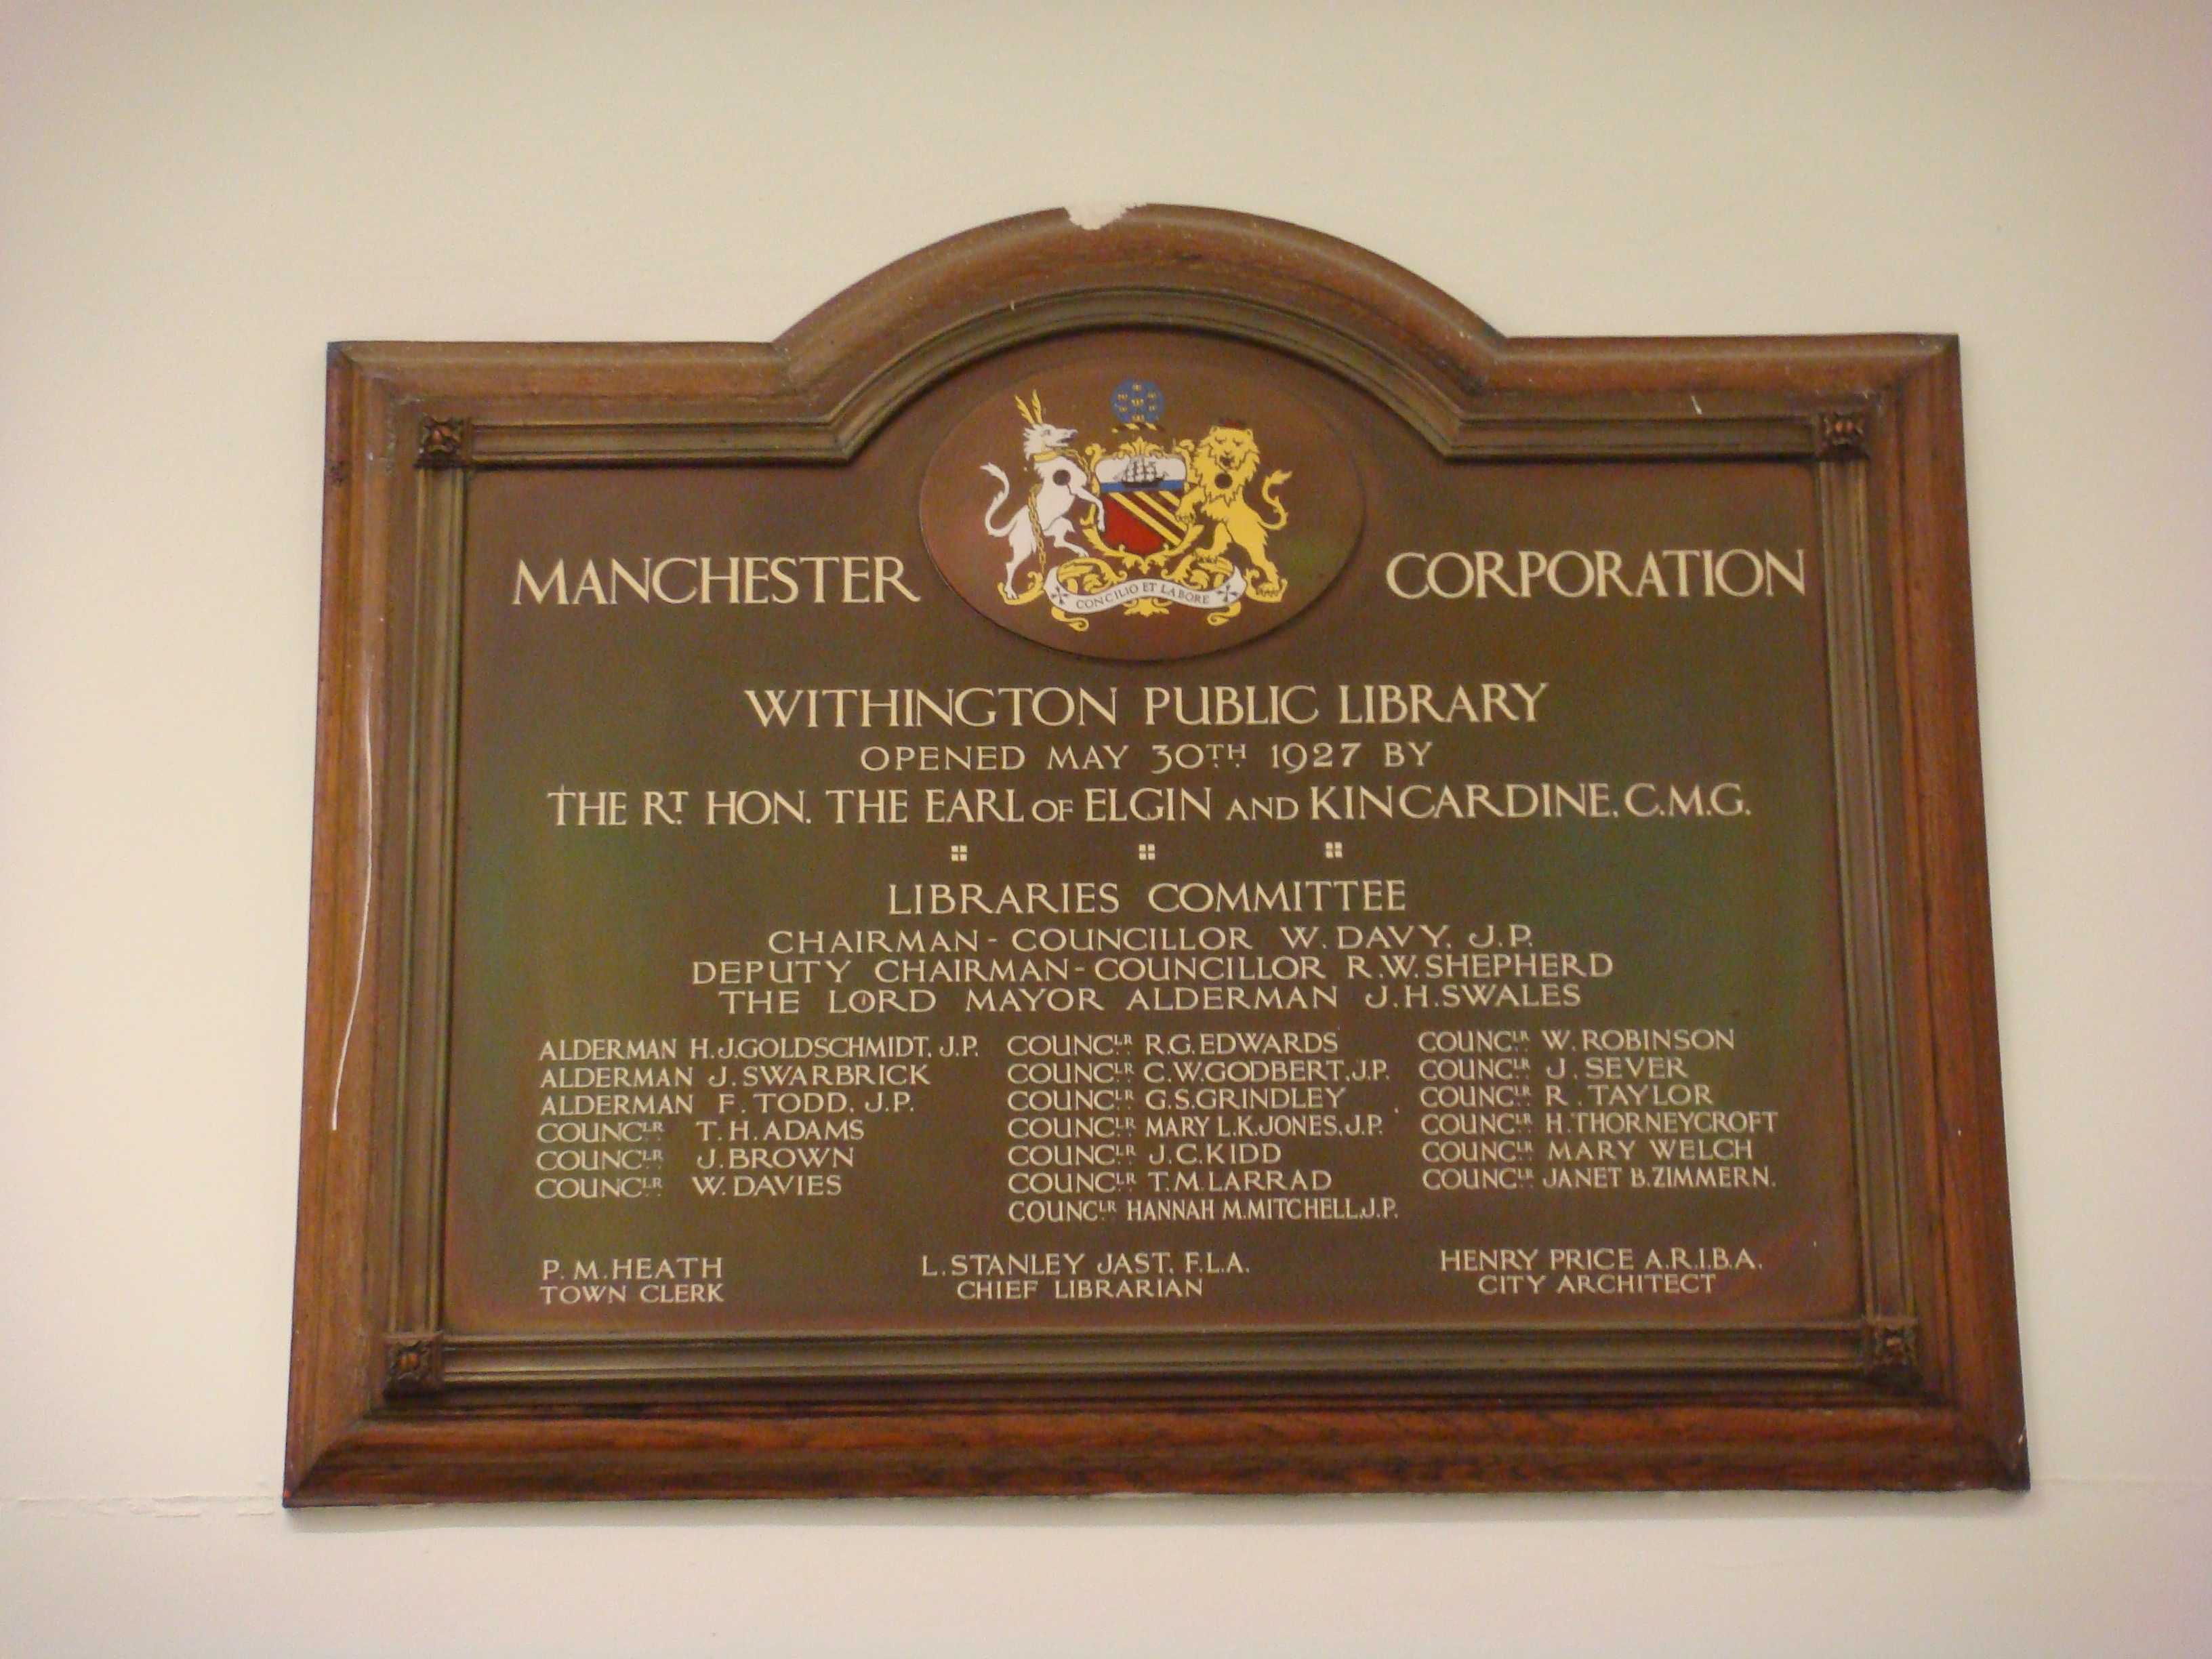 CONCILIO ET LABORE
MANCHESTER CORPORATION
WITHINGTON PUBLIC LIBRARY
OPENED MAY 30TH 1927 BY
THE RT HON. THE EARL OF ELGIN AND KINCARDINE, C.M.G.
LIBRARIES COMMITTEE
CHAIRMAN - COUNCILLOR W. DAVY, J.P.
DEPUTY CHAIRMAN - COUNCILLOR R.W. SHEPHERD
THE LORD MAYOR ALDERMAN J.H. SWALES
ALDERMAN H.J. GOLDSCHMIDT, J.P.
ALDERMAN J. SWARBRICK
ALDERMAN F. TODD, J.P.
COUNCLR T.H. ADAMS
COUNCLR J. BROWN
COUNCLR W. DAVIES
COUNCLR R.G. EDWARDS
COUNCLR C.W. GODBERT, J.P.
COUNCLR G.S. GRINDLEY
COUNCLR MARY L.K. JONES, J.P.
COUNCLR J.C. KIDD
COUNCLR T.M. LARRAD
COUNCLR HANNAH M. MITCHELL, J.P.
COUNCLR W. ROBINSON
COUNCLR J. SEVER
COUNCLR R. TAYLOR
COUNCLR H. THORNEYCROFT
COUNCLR MARY WELCH
COUNCLR JANET B. ZIMMERN.
P. M. HEATH
TOWN CLERK
L. STANLEY JAST, F.L.A.
CHIEF LIBRARIAN
HENRY PRICE A.R.I.B.A.
CITY ARCHITECT